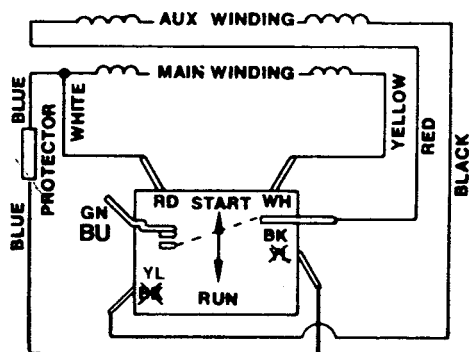 AUX WINDING
MAIN WINDING
BLUE
WHITE
PROTECTOR
BLUE
YELLOW
RED
BLACK
RD START WH
GN
BU
BK
YL
RUN